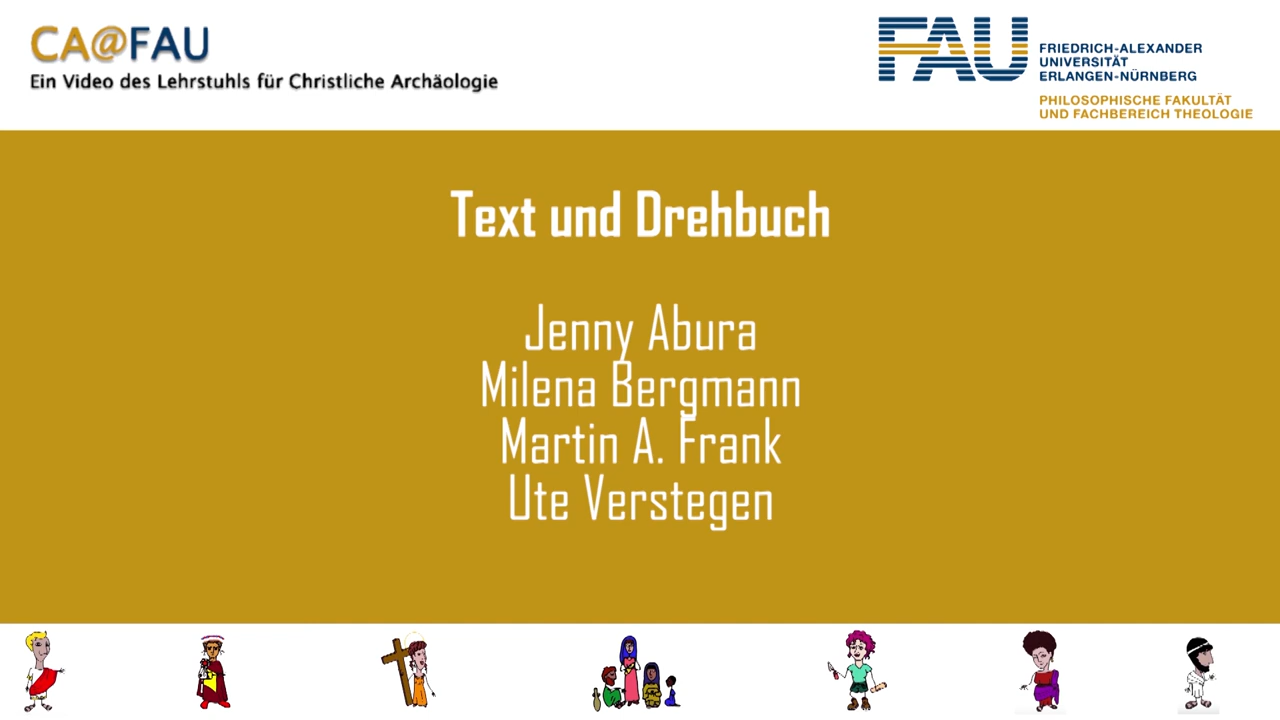 CA@FAU
Ein Video des Lehrstuhls für Christliche Archäologie
FAU
FRIEDRICH-ALEXANDER
UNIVERSITÄT
ERLANGEN-NÜRNBERG
PHILOSOPHISCHE FAKULTÄT
UND FACHBEREICH THEOLOGIE
Text und Drehbuch
Jenny Abura
Milena Bergmann
Martin A. Frank
Ute Verstegen